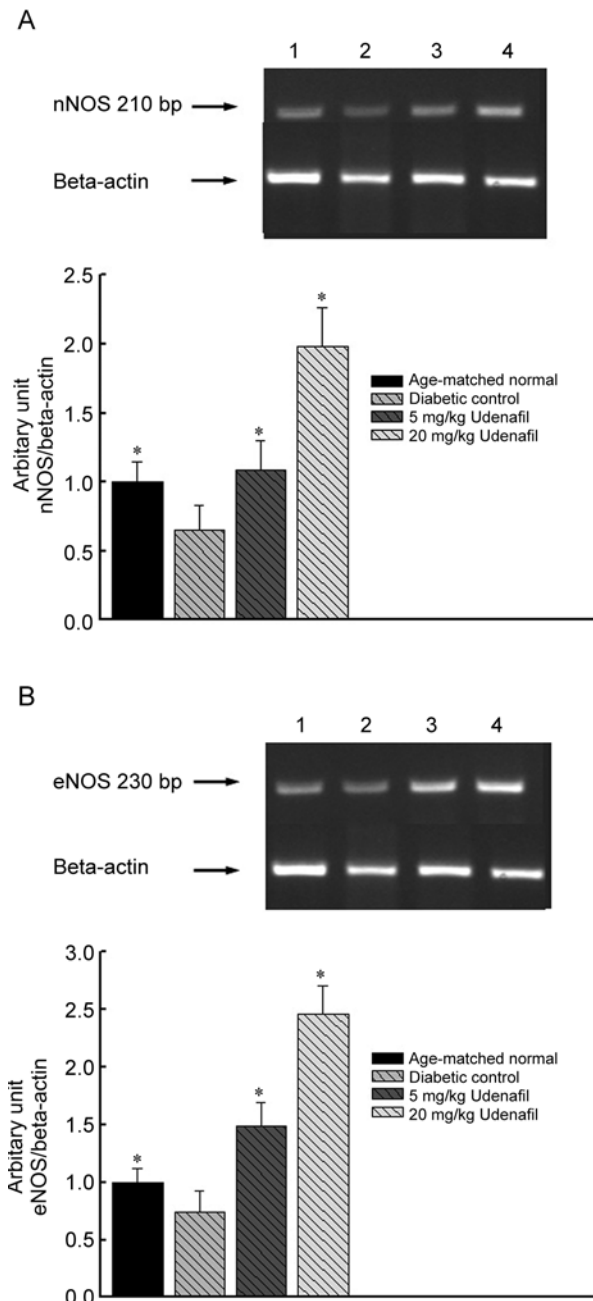 A
1 2 3 4
nNOS 210 bp
Beta-actin
2.5
2.0
1.5
1.0
0.5
0.0
Arbitary unit
nNOS/beta-actin
* * * *
Age-matched normal
Diabetic control
5 mg/kg Udenafil
20 mg/kg Udenafil
B
1 2 3 4
eNOS 230 bp
Beta-actin
3.0
2.5
2.0
1.5
1.0
0.5
0.0
Arbitary unit
eNOS/beta-actin
* * *
Age-matched normal
Diabetic control
5 mg/kg Udenafil
20 mg/kg Udenafil